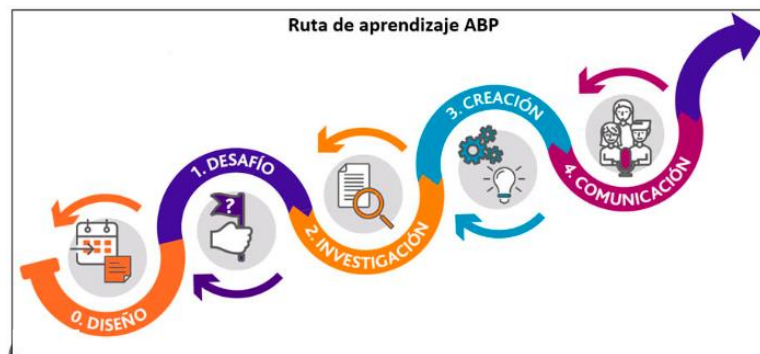 Ruta de aprendizaje ABP
0. DISEÑO
1. DESAFÍO
?
2. INVESTIGACIÓN
3. CREACIÓN
4. COMUNICACIÓN